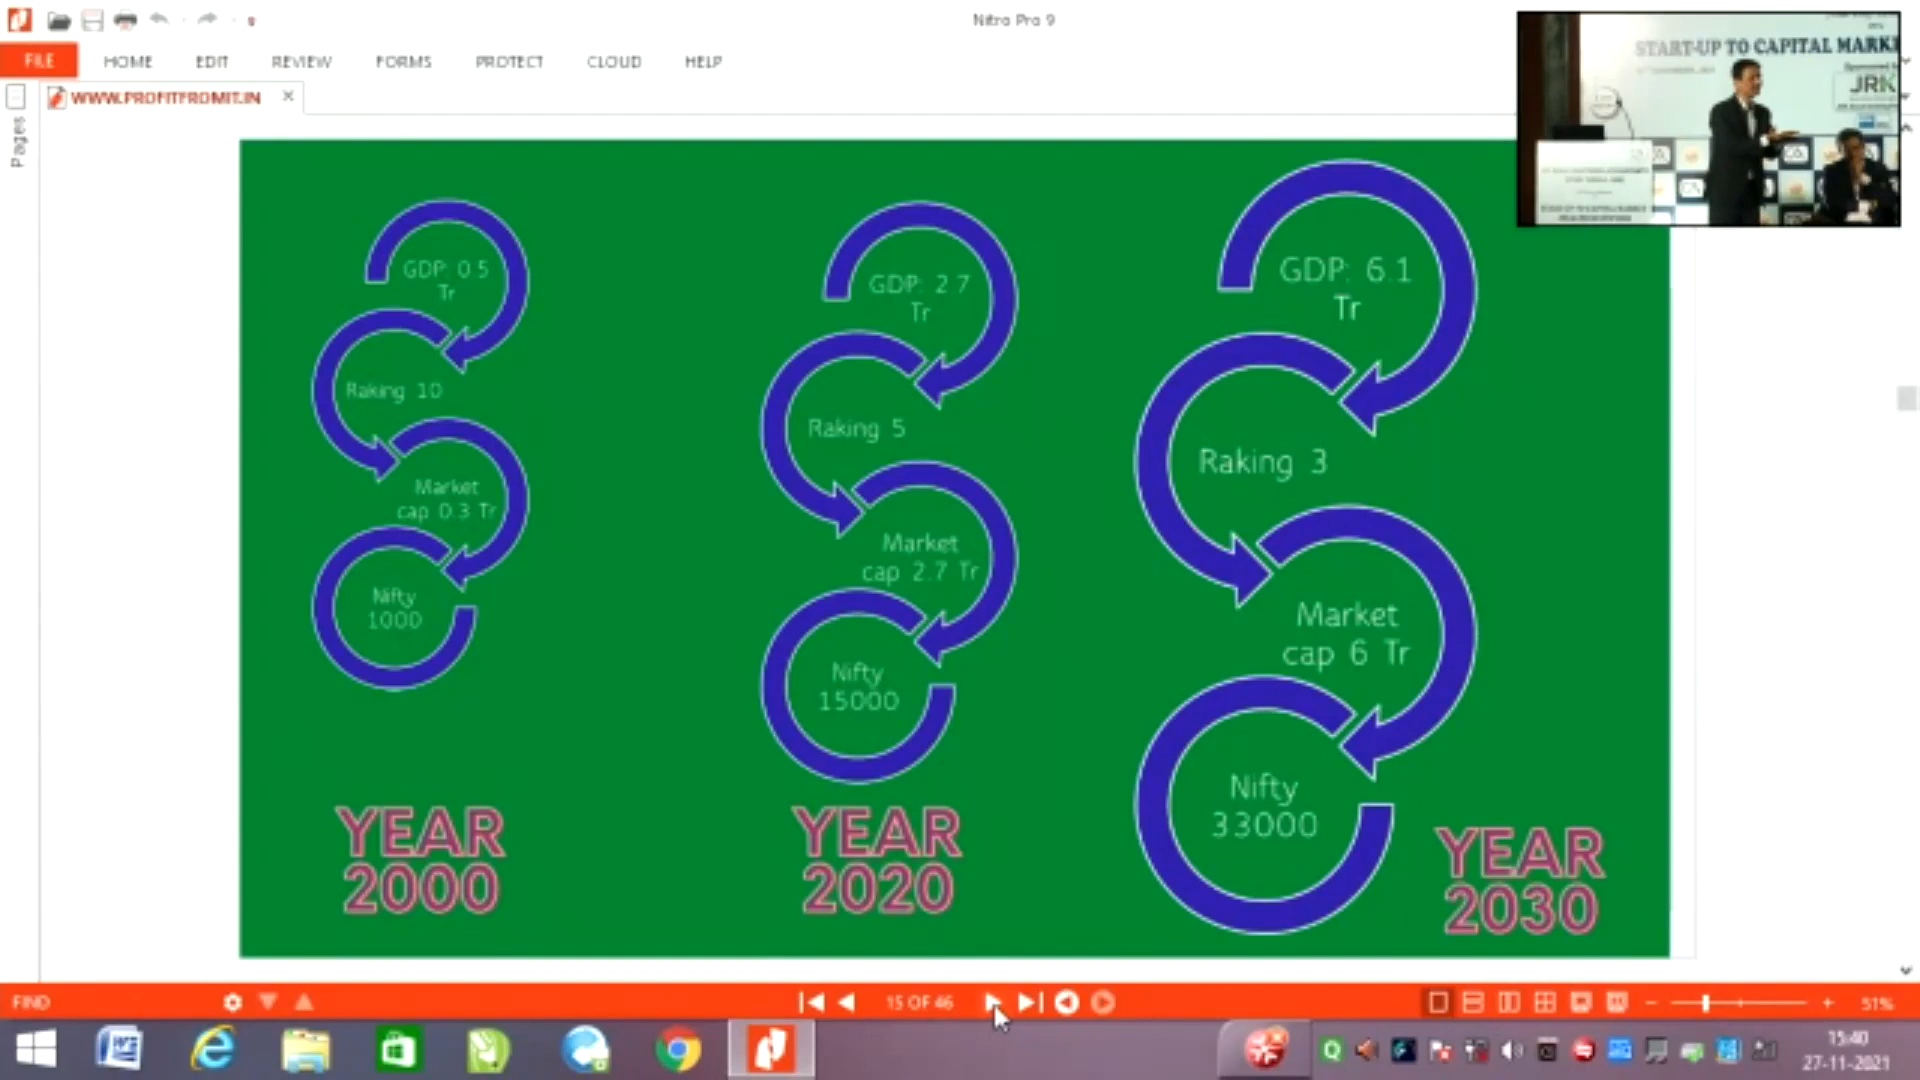 Nitro Pro 9
FILE
HOME
EDIT
REVIEW
FORMS
PROTECT
CLOUD
HELP
WWW.PROFITFROMIT.IN
Pages
START-UP TO CAPITAL MARK
JRK
GDP: 0.5
Tr
Raking 10
Market
cap 0.3 Tr
Nifty
1000
YEAR
2000
GDP: 2.7
Tr
Raking 5
Market
cap 2.7 Tr
Nifty
15000
YEAR
2020
GDP: 6.1
Tr
Raking 3
Market
cap 6 Tr
Nifty
33000
YEAR
2030
FIND
15 OF 46
51%
15:40
27-11-2021